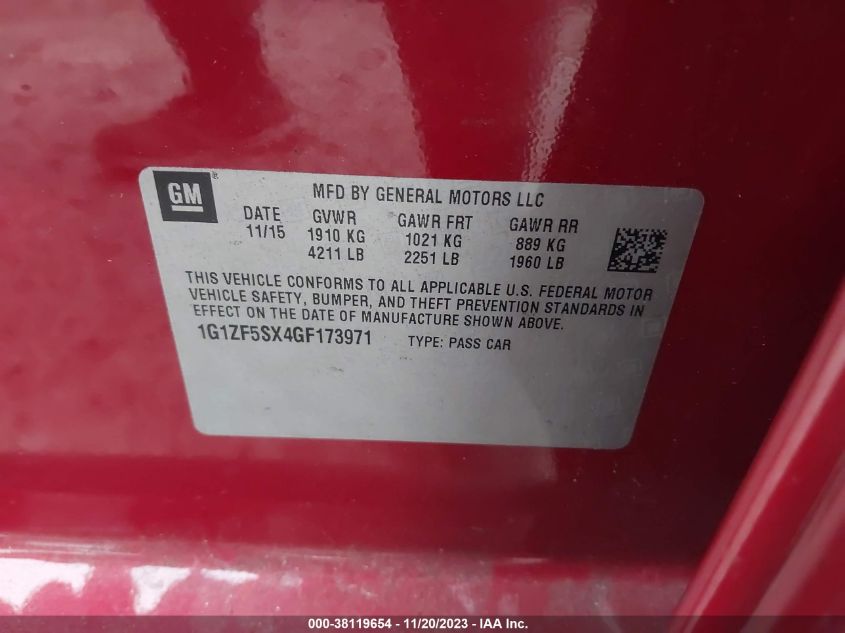 GM®
MFD BY GENERAL MOTORS LLC
DATE GVWR GAWR FRT GAWR RR
11/15 1910 KG 1021 KG 889 KG
4211 LB 2251 LB 1960 LB
THIS VEHICLE CONFORMS TO ALL APPLICABLE U.S. FEDERAL MOTOR
VEHICLE SAFETY, BUMPER, AND THEFT PREVENTION STANDARDS IN
EFFECT ON THE DATE OF MANUFACTURE SHOWN ABOVE.
1G1ZF5SX4GF173971 TYPE: PASS CAR
000-38119654 - 11/20/2023 - IAA Inc.